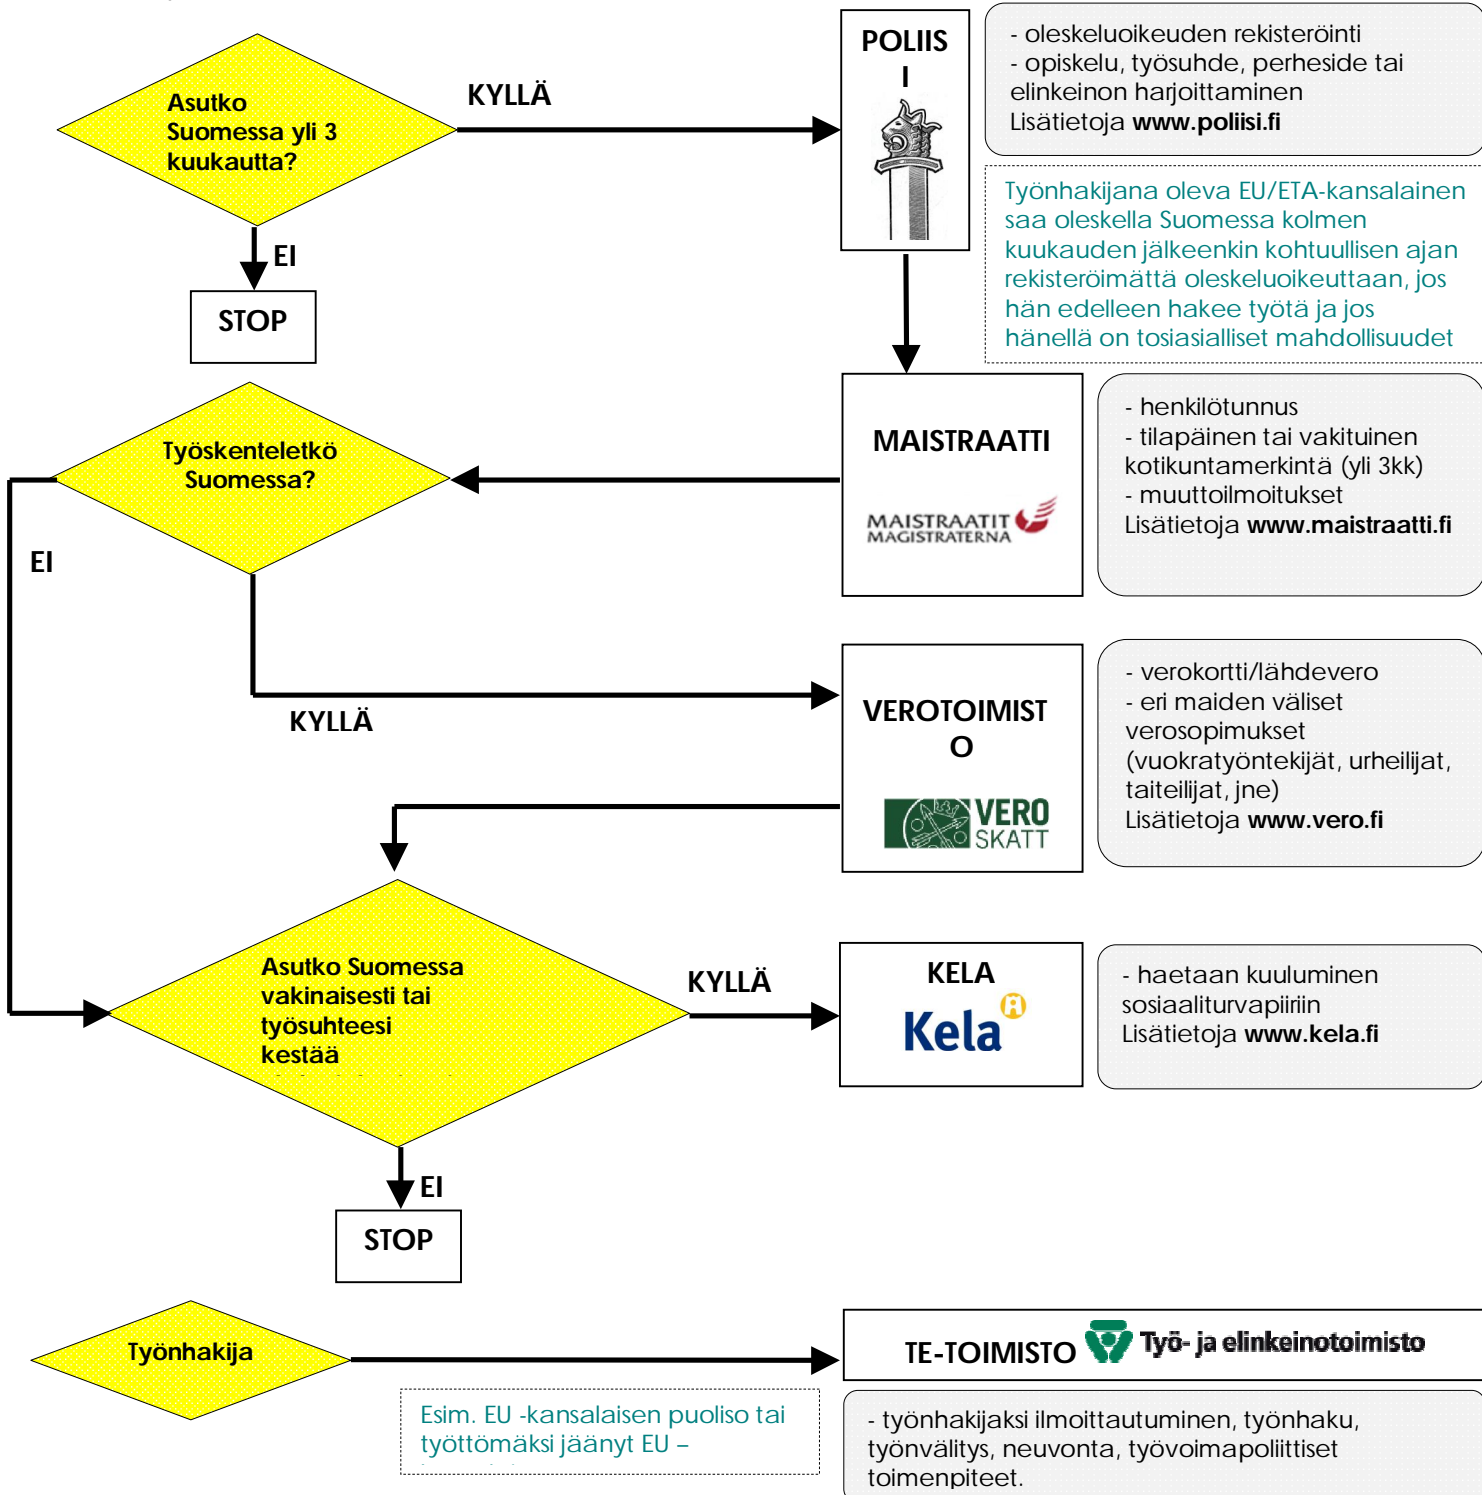 Asutko
Suomessa yli 3
kuukautta?
KYLLÄ
POLIIS
I
- oleskeluoikeuden rekisteröinti
- opiskelu, työsuhde, perheside tai
elinkeinon harjoittaminen
Lisätietoja www.poliisi.fi
Työnhakijana oleva EU/ETA-kansalainen
saa oleskella Suomessa kolmen
kuukauden jälkeenkin kohtuullisen ajan
rekisteröimättä oleskeluoikeuttaan, jos
hän edelleen hakee työtä ja jos
hänellä on tosiasialliset mahdollisuudet
EI
STOP
Työskenteletkö
Suomessa?
MAISTRAATTI
MAISTRAATIT
MAGISTRATERNA
- henkilötunnus
- tilapäinen tai vakituinen
kotikuntamerkintä (yli 3kk)
- muuttoilmoitukset
Lisätietoja www.maistraatti.fi
EI
KYLLÄ
VEROTOIMIST
O
VERO
SKATT
- verokortti/lähdevero
- eri maiden väliset
verosopimukset
(vuokratyöntekijät, urheilijat,
taiteilijat, jne)
Lisätietoja www.vero.fi
Asutko Suomessa
vakinaisesti tai
työsuhteesi
kestää
KYLLÄ
KELA
Kela
- haetaan kuuluminen
sosiaaliturvapiiriin
Lisätietoja www.kela.fi
EI
STOP
Työnhakija
TE-TOIMISTO Työ- ja elinkeinotoimisto
Esim. EU -kansalaisen puoliso tai
työttömäksi jäänyt EU –
- työnhakijaksi ilmoittautuminen, työnhaku,
työnvälitys, neuvonta, työvoimapoliittiset
toimenpiteet.